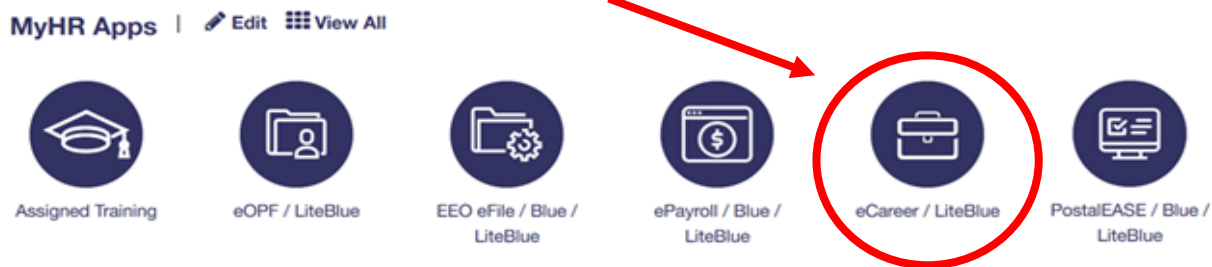 MyHR Apps | Edit View All
Assigned Training
eOPF / LiteBlue
EEO eFile / Blue /
LiteBlue
ePayroll / Blue /
LiteBlue
eCareer / LiteBlue
PostalEASE / Blue /
LiteBlue